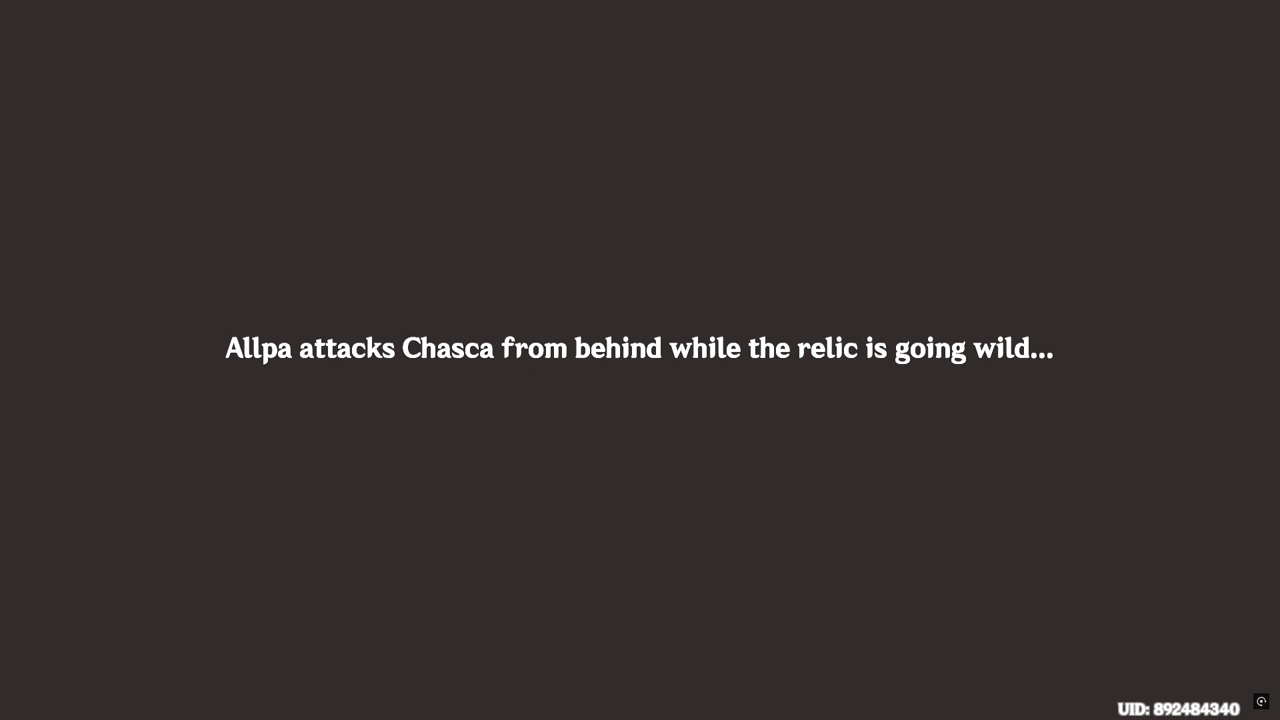 Allpa attacks Chasca from behind while the relic is going wild...
UID: 892484340